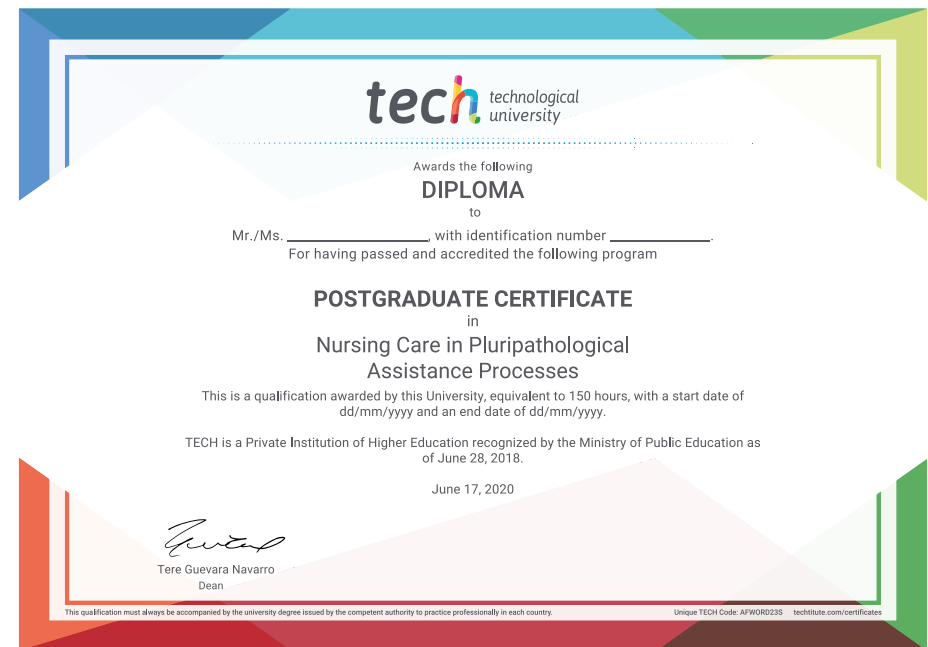 tech technological
university
Awards the following
DIPLOMA
to
Mr./Ms. ____________________, with identification number ______________.
For having passed and accredited the following program
POSTGRADUATE CERTIFICATE
in
Nursing Care in Pluripathological
Assistance Processes
This is a qualification awarded by this University, equivalent to 150 hours, with a start date of
dd/mm/yyyy and an end date of dd/mm/yyyy.
TECH is a Private Institution of Higher Education recognized by the Ministry of Public Education as
of June 28, 2018.
June 17, 2020
Tere Guevara Navarro
Dean
This qualification must always be accompanied by the university degree issued by the competent authority to practice professionally in each country. Unique TECH Code: AFWORD23S techtitute.com/certificates